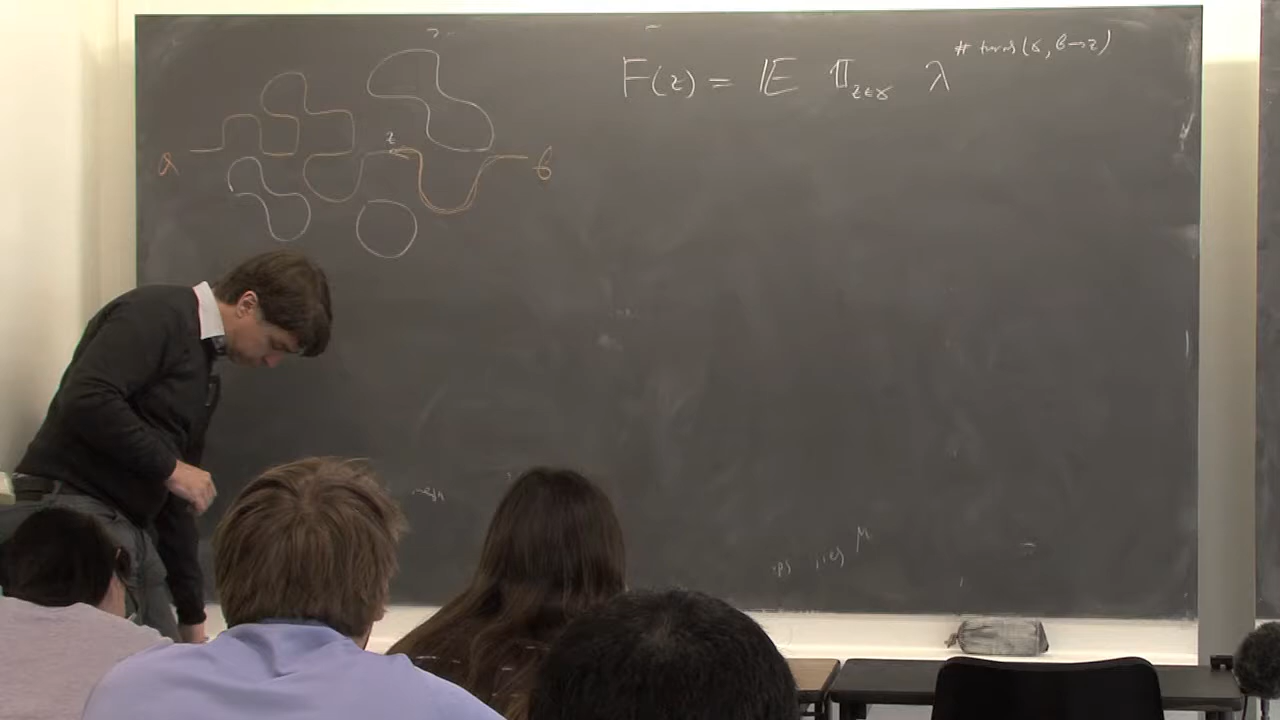 F(z) = 𝔼 𝟙_{z∈γ} λ^{# turns(γ, b→z)}
a
z
b